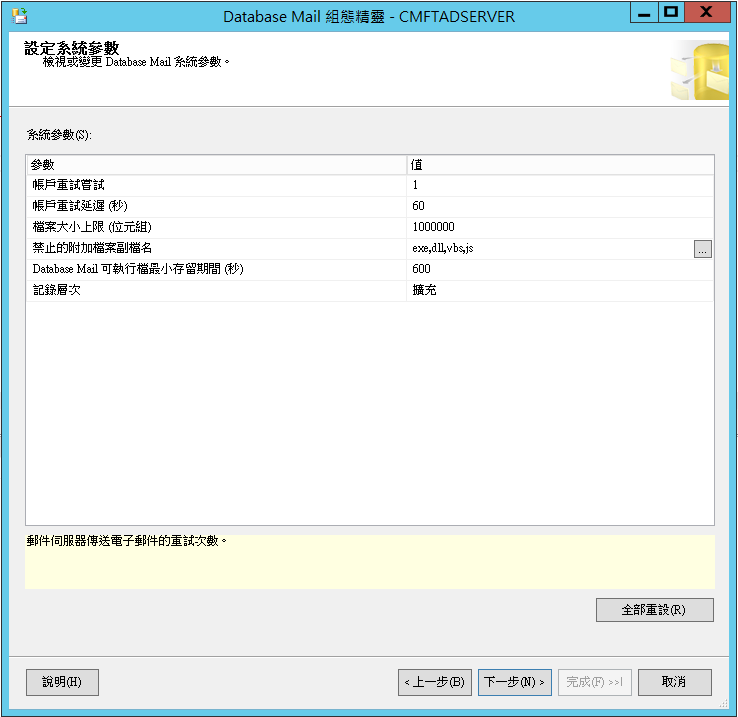 Database Mail 組態精靈 - CMFTADSERVER
設定系統參數
檢視或變更 Database Mail 系統參數。
系統參數(S):
參數 值
帳戶重試嘗試 1
帳戶重試延遲 (秒) 60
檔案大小上限 (位元組) 1000000
禁止的附加檔案副檔名 exe,dll,vbs,js ...
Database Mail 可執行檔最小存留期間 (秒) 600
記錄層次 擴充
郵件伺服器傳送電子郵件的重試次數。
全部重設(R)
說明(H) < 上一步(B) 下一步(N) > 完成(F) >>| 取消